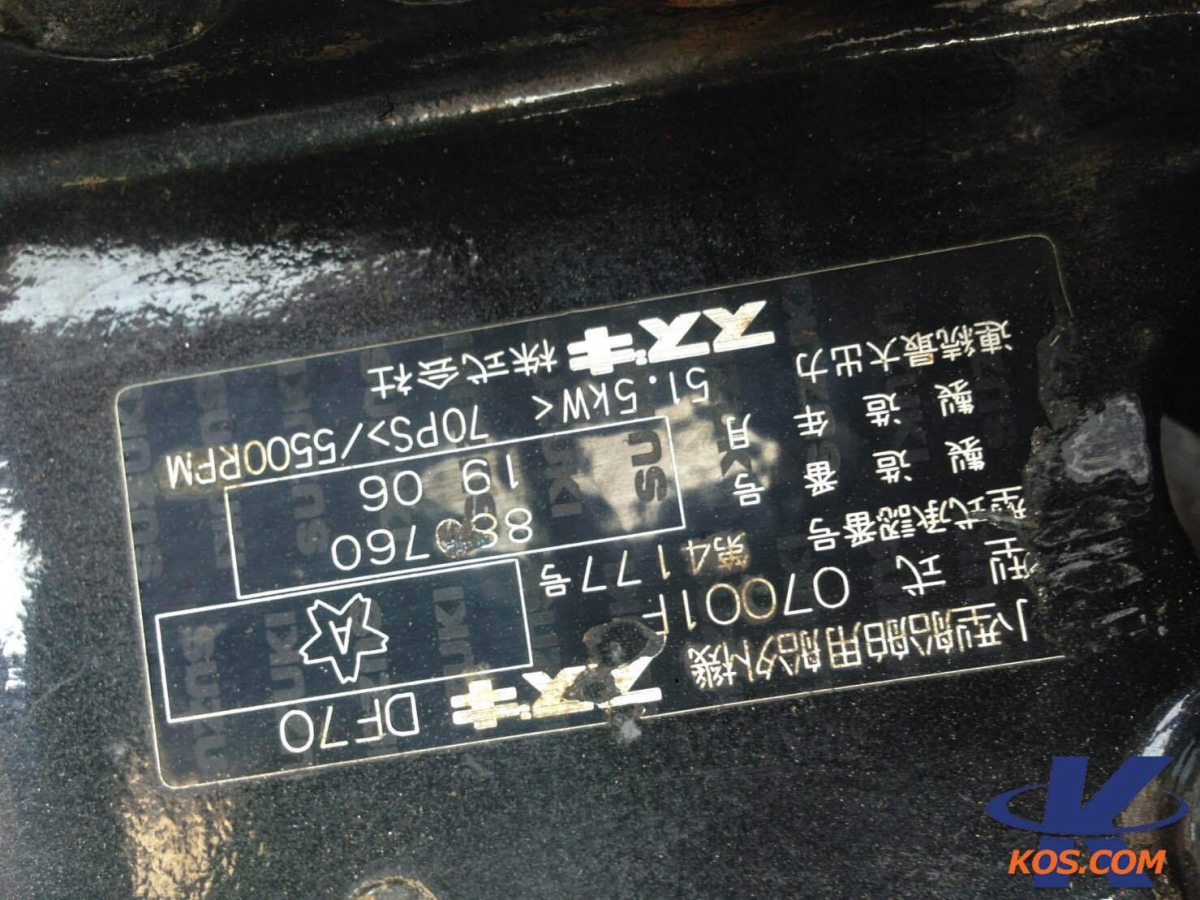 小型船舶用船外機 スズキ DF70
型式 07001F
型式承認番号 第4177号
製造番号 760
製造年月 19 06
連続最大出力 51.5kW< 70PS>/5500RPM
スズキ 株式会社
A
SUZUKI
KOS.COM